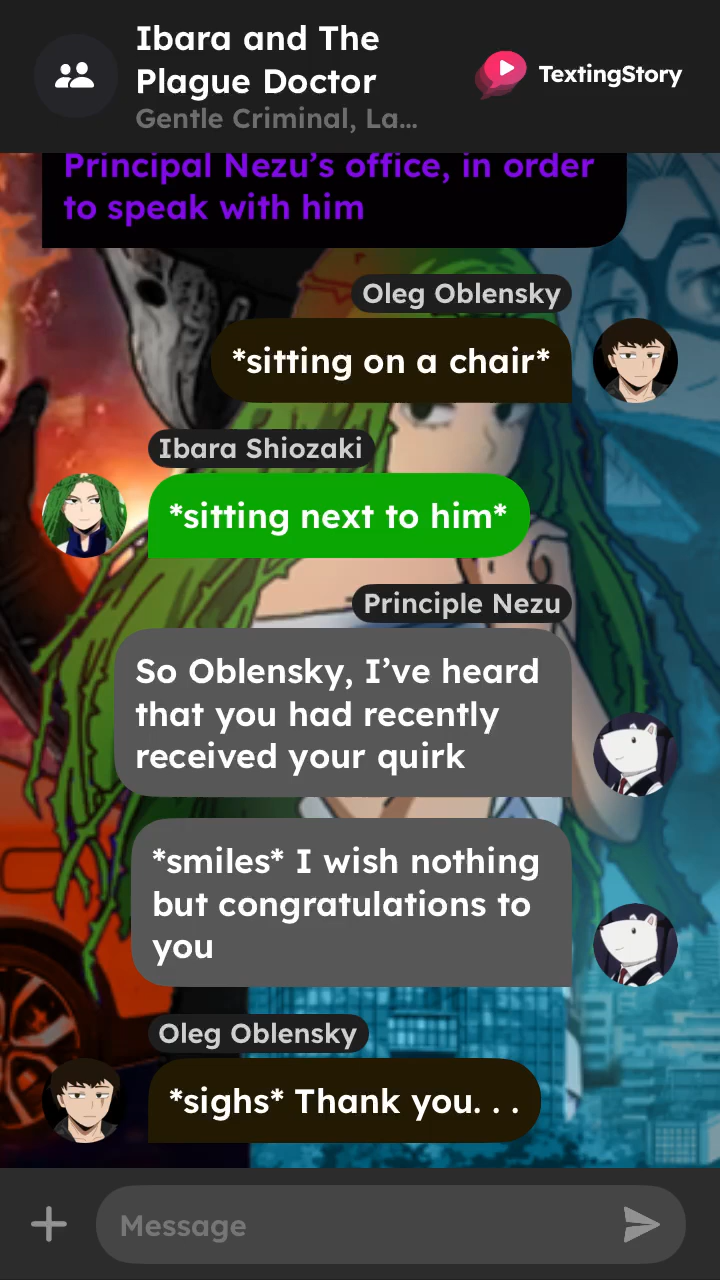 Ibara and The
Plague Doctor
Gentle Criminal, La...
TextingStory
Principal Nezu's office, in order
to speak with him
Oleg Oblensky
*sitting on a chair*
Ibara Shiozaki
*sitting next to him*
Principle Nezu
So Oblensky, I've heard
that you had recently
received your quirk
*smiles* I wish nothing
but congratulations to
you
Oleg Oblensky
*sighs* Thank you. . .
Message